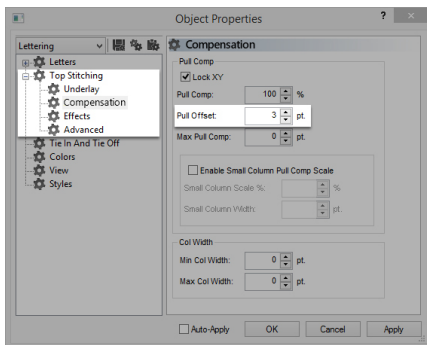 Object Properties
?
Lettering
Compensation
Letters
Top Stitching
Underlay
Compensation
Effects
Advanced
Tie In And Tie Off
Colors
View
Styles
Pull Comp
Lock XY
Pull Comp: 100 %
Pull Offset: 3 pt.
Max Pull Comp: 0 pt.
Enable Small Column Pull Comp Scale
Small Column Scale %: %
Small Column Width: pt.
Col Width
Min Col Width: 0 pt.
Max Col Width: 0 pt.
Auto-Apply OK Cancel Apply